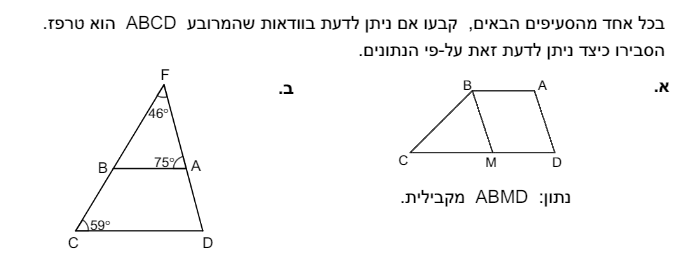 בכל אחד מהסעיפים הבאים, קבעו אם ניתן לדעת בוודאות שהמרובע ABCD הוא טרפז.
הסבירו כיצד ניתן לדעת זאת על-פי הנתונים.
א.
B A
C M D
נתון: ABMD מקבילית.
ב.
F
46°
B 75° A
59°
C D